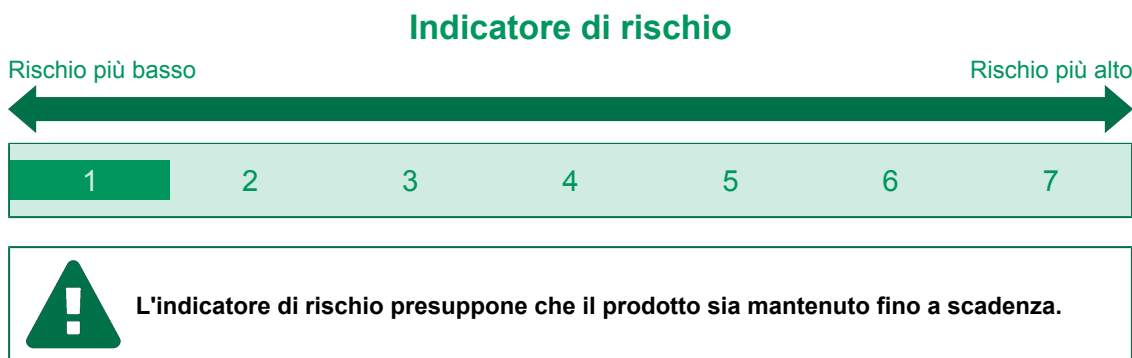 Indicatore di rischio
Rischio più basso Rischio più alto
1 2 3 4 5 6 7
L'indicatore di rischio presuppone che il prodotto sia mantenuto fino a scadenza.